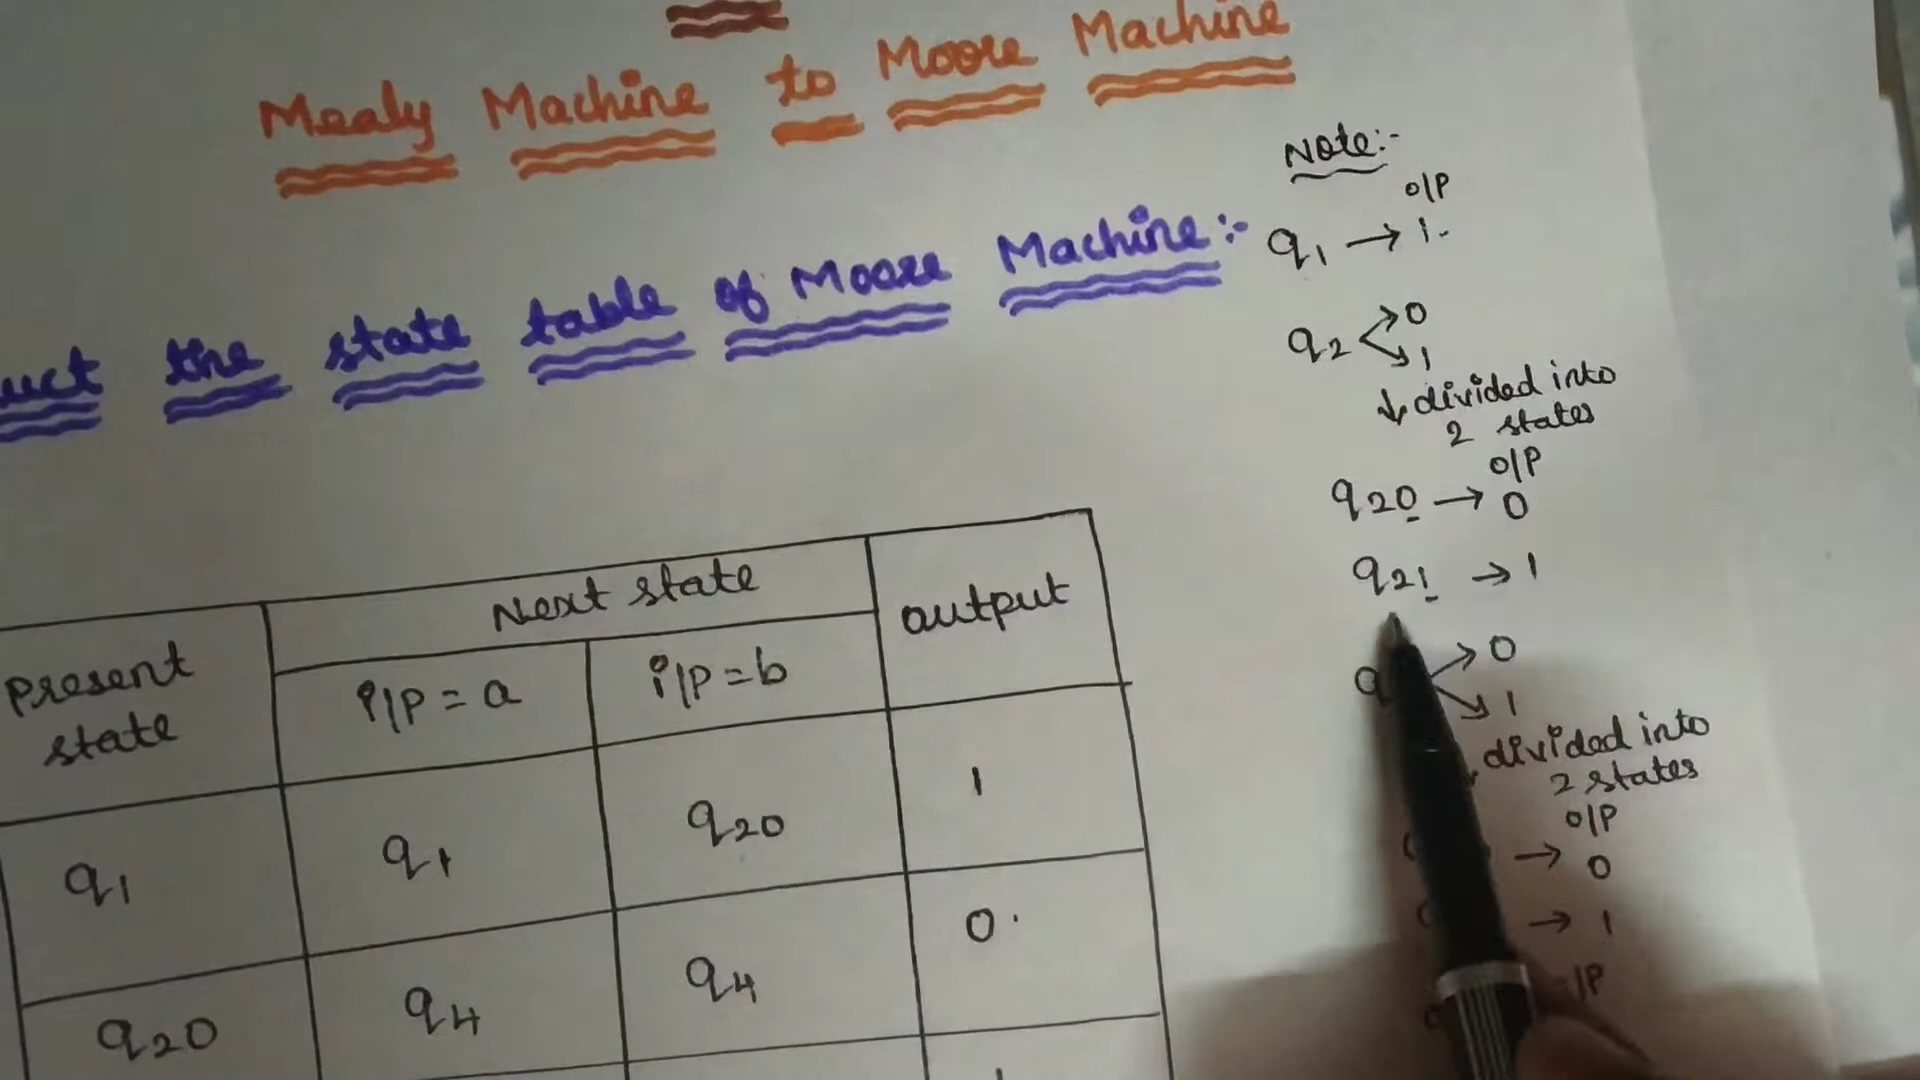 Mealy Machine to Moore Machine
uct the state table of Moore Machine:-
Note:-
o/p
q1 → 1.
q2 → 0
→ 1
↓ divided into
2 states
o/p
q20 → 0
q21 → 1
q → 0
→ 1
divided into
2 states
o/p
→ 0
→ 1
/p
Present state
Next state
output
i/p = a
i/p = b
q1
q1
q20
1
q20
q4
q4
0